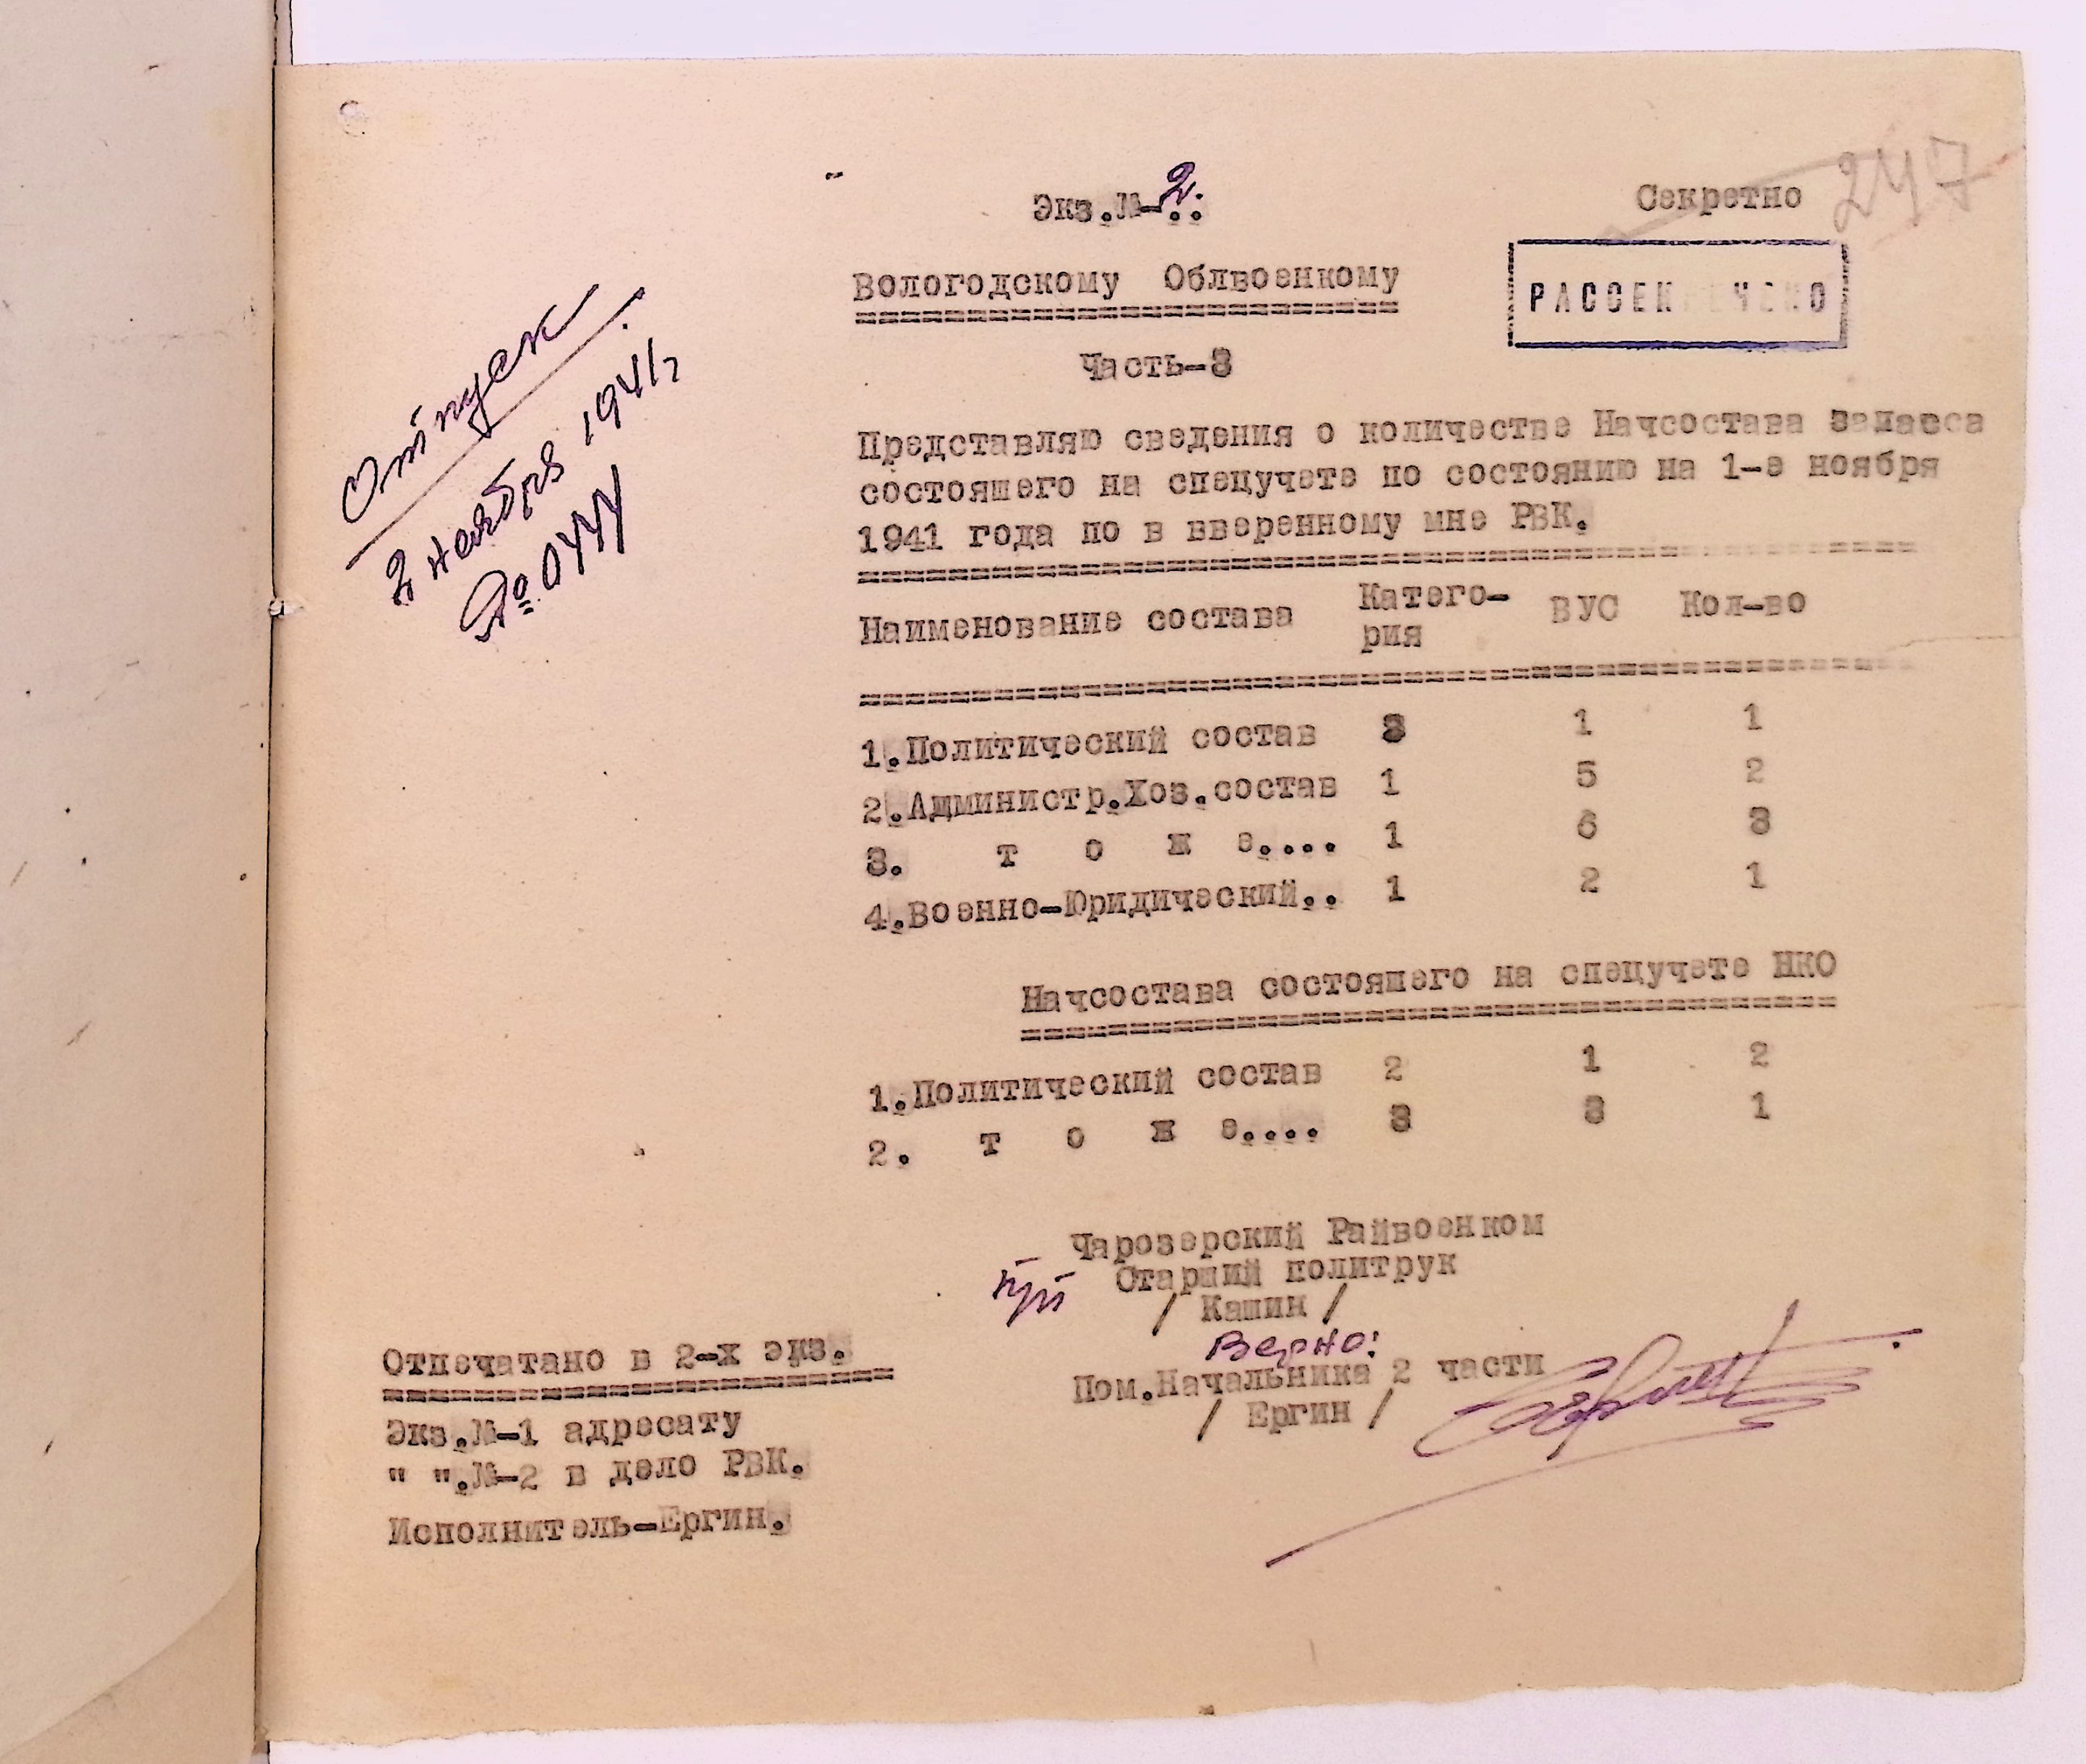 Экз.№-2.
Секретно
247
РАССЕКРЕЧЕНО
Вологодскому Облвоенкому
Часть-3
Отпуск
2 ноября 1941 г
№ 0444
Представляю сведения о количестве Начсостава запаса
состояшего на спецучете по состоянию на 1-е ноября
1941 года по в вверенному мне РВК.
Наименование состава Катего- ВУС Кол-во
рия
1.Политический состав 3 1 1
2.Администр.Хоз.состав 1 5 2
3. т о ж е.... 1 6 3
4.Военно-Юридический.. 1 2 1
Начсостава состояшего на спецучете НКО
1.Политический состав 2 1 2
2. т о ж е.... 3 3 1
Чарозерский Райвоенком
Старший политрук
/ Кашин /
Верно:
Пом.Начальника 2 части
/ Ергин /
Отпечатано в 2-х экз.
Экз.№-1 адресату
" ".№-2 в дело РВК.
Исполнитель-Ергин.